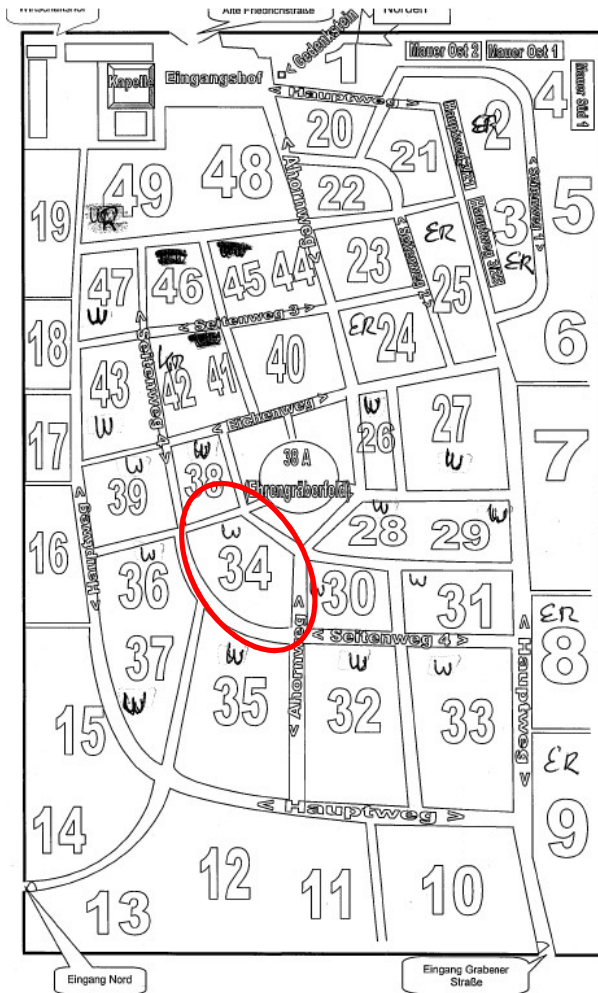 Wirtschaftshof
Alte Friedrichstraße
Norden
< Gedenkstein
Mauer Ost 2
Mauer Ost 1
Mauer Süd 1
Kapelle
Eingangshof
1
< Hauptweg >
4
2
20
21
48
49
22
< Ahornweg >
19
R
3
5
ER
ER
23
25
47
46
45
44
W
< Seitenweg 3 >
ER
24
6
18
43
42
41
40
< Seitenweg 4 >
W
< Eichenweg >
W
26
27
W
17
7
39
W
38
W
38 A
(Ehrengräberfeld)
W
28
29
W
16
< Hauptweg >
36
W
34
W
W
30
W
31
< Seitenweg 4 >
ER
8
37
W
35
W
< Ahornweg >
W
32
W
33
< Hauptweg >
15
ER
9
< Hauptweg >
14
12
13
11
10
Eingang Nord
Eingang Grabener
Straße